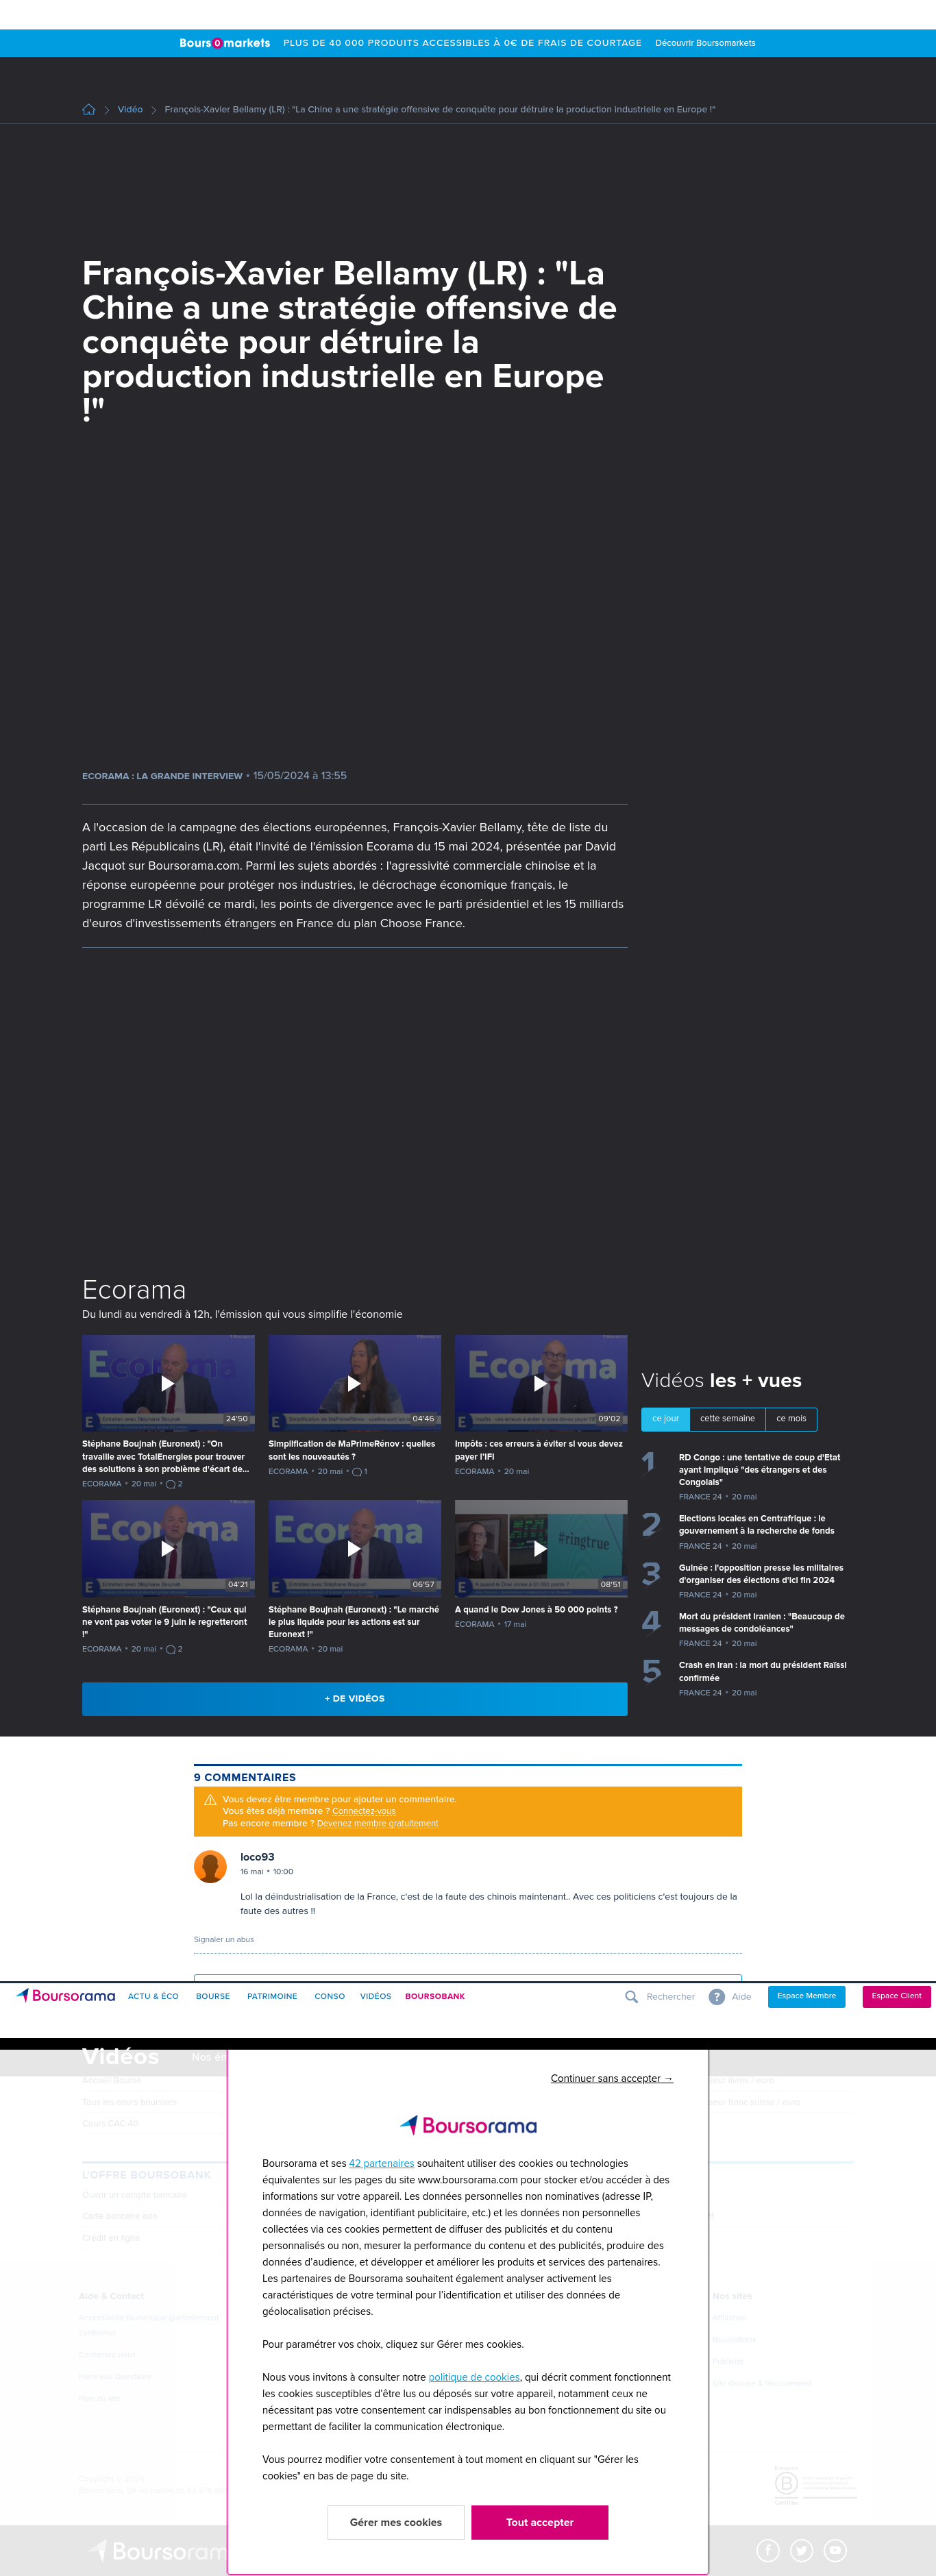 Bours0markets PLUS DE 40 000 PRODUITS ACCESSIBLES À 0€ DE FRAIS DE COURTAGE Découvrir Boursomarkets
Vidéo François-Xavier Bellamy (LR) : "La Chine a une stratégie offensive de conquête pour détruire la production industrielle en Europe !"
François-Xavier Bellamy (LR) : "La
Chine a une stratégie offensive de
conquête pour détruire la
production industrielle en Europe
!"
ECORAMA : LA GRANDE INTERVIEW • 15/05/2024 à 13:55
A l'occasion de la campagne des élections européennes, François-Xavier Bellamy, tête de liste du
parti Les Républicains (LR), était l'invité de l'émission Ecorama du 15 mai 2024, présentée par David
Jacquot sur Boursorama.com. Parmi les sujets abordés : l'agressivité commerciale chinoise et la
réponse européenne pour protéger nos industries, le décrochage économique français, le
programme LR dévoilé ce mardi, les points de divergence avec le parti présidentiel et les 15 milliards
d'euros d'investissements étrangers en France du plan Choose France.
Ecorama
Du lundi au vendredi à 12h, l'émission qui vous simplifie l'économie
24'50
04'46
09'02
Stéphane Boujnah (Euronext) : "On
travaille avec TotalEnergies pour trouver
des solutions à son problème d'écart de...
ECORAMA • 20 mai • 2
Simplification de MaPrimeRénov : quelles
sont les nouveautés ?
ECORAMA • 20 mai • 1
Impôts : ces erreurs à éviter si vous devez
payer l'IFI
ECORAMA • 20 mai
04'21
06'57
#ringtrue
08'51
Stéphane Boujnah (Euronext) : "Ceux qui
ne vont pas voter le 9 juin le regretteront
!"
ECORAMA • 20 mai • 2
Stéphane Boujnah (Euronext) : "Le marché
le plus liquide pour les actions est sur
Euronext !"
ECORAMA • 20 mai
A quand le Dow Jones à 50 000 points ?
ECORAMA • 17 mai
+ DE VIDÉOS
Vidéos les + vues
ce jour cette semaine ce mois
1 RD Congo : une tentative de coup d'Etat
ayant impliqué "des étrangers et des
Congolais"
FRANCE 24 • 20 mai
2 Elections locales en Centrafrique : le
gouvernement à la recherche de fonds
FRANCE 24 • 20 mai
3 Guinée : l'opposition presse les militaires
d'organiser des élections d'ici fin 2024
FRANCE 24 • 20 mai
4 Mort du président iranien : "Beaucoup de
messages de condoléances"
FRANCE 24 • 20 mai
5 Crash en Iran : la mort du président Raïssi
confirmée
FRANCE 24 • 20 mai
9 COMMENTAIRES
Vous devez être membre pour ajouter un commentaire.
Vous êtes déjà membre ? Connectez-vous
Pas encore membre ? Devenez membre gratuitement
loco93
16 mai • 10:00
Lol la déindustrialisation de la France, c'est de la faute des chinois maintenant.. Avec ces politiciens c'est toujours de la
faute des autres !!
Signaler un abus
Boursorama ACTU & ÉCO BOURSE PATRIMOINE CONSO VIDÉOS BOURSOBANK Rechercher ? Aide Espace Membre Espace Client
Vidéos
Continuer sans accepter →
Boursorama
Boursorama et ses 42 partenaires souhaitent utiliser des cookies ou technologies
équivalentes sur les pages du site www.boursorama.com pour stocker et/ou accéder à des
informations sur votre appareil. Les données personnelles non nominatives (adresse IP,
données de navigation, identifiant publicitaire, etc.) et les données non personnelles
collectées via ces cookies permettent de diffuser des publicités et du contenu
personnalisés ou non, mesurer la performance du contenu et des publicités, produire des
données d'audience, et développer et améliorer les produits et services des partenaires.
Les partenaires de Boursorama souhaitent également analyser activement les
caractéristiques de votre terminal pour l'identification et utiliser des données de
géolocalisation précises.
Pour paramétrer vos choix, cliquez sur Gérer mes cookies.
Nous vous invitons à consulter notre politique de cookies, qui décrit comment fonctionnent
les cookies susceptibles d'être lus ou déposés sur votre appareil, notamment ceux ne
nécessitant pas votre consentement car indispensables au bon fonctionnement du site ou
permettant de faciliter la communication électronique.
Vous pourrez modifier votre consentement à tout moment en cliquant sur "Gérer les
cookies" en bas de page du site.
Gérer mes cookies Tout accepter
Tous les cours boursiers
Cours CAC 40
L'OFFRE BOURSOBANK
Ouvrir un compte bancaire
Crédit en ligne
Aide & Contact
Nos sites